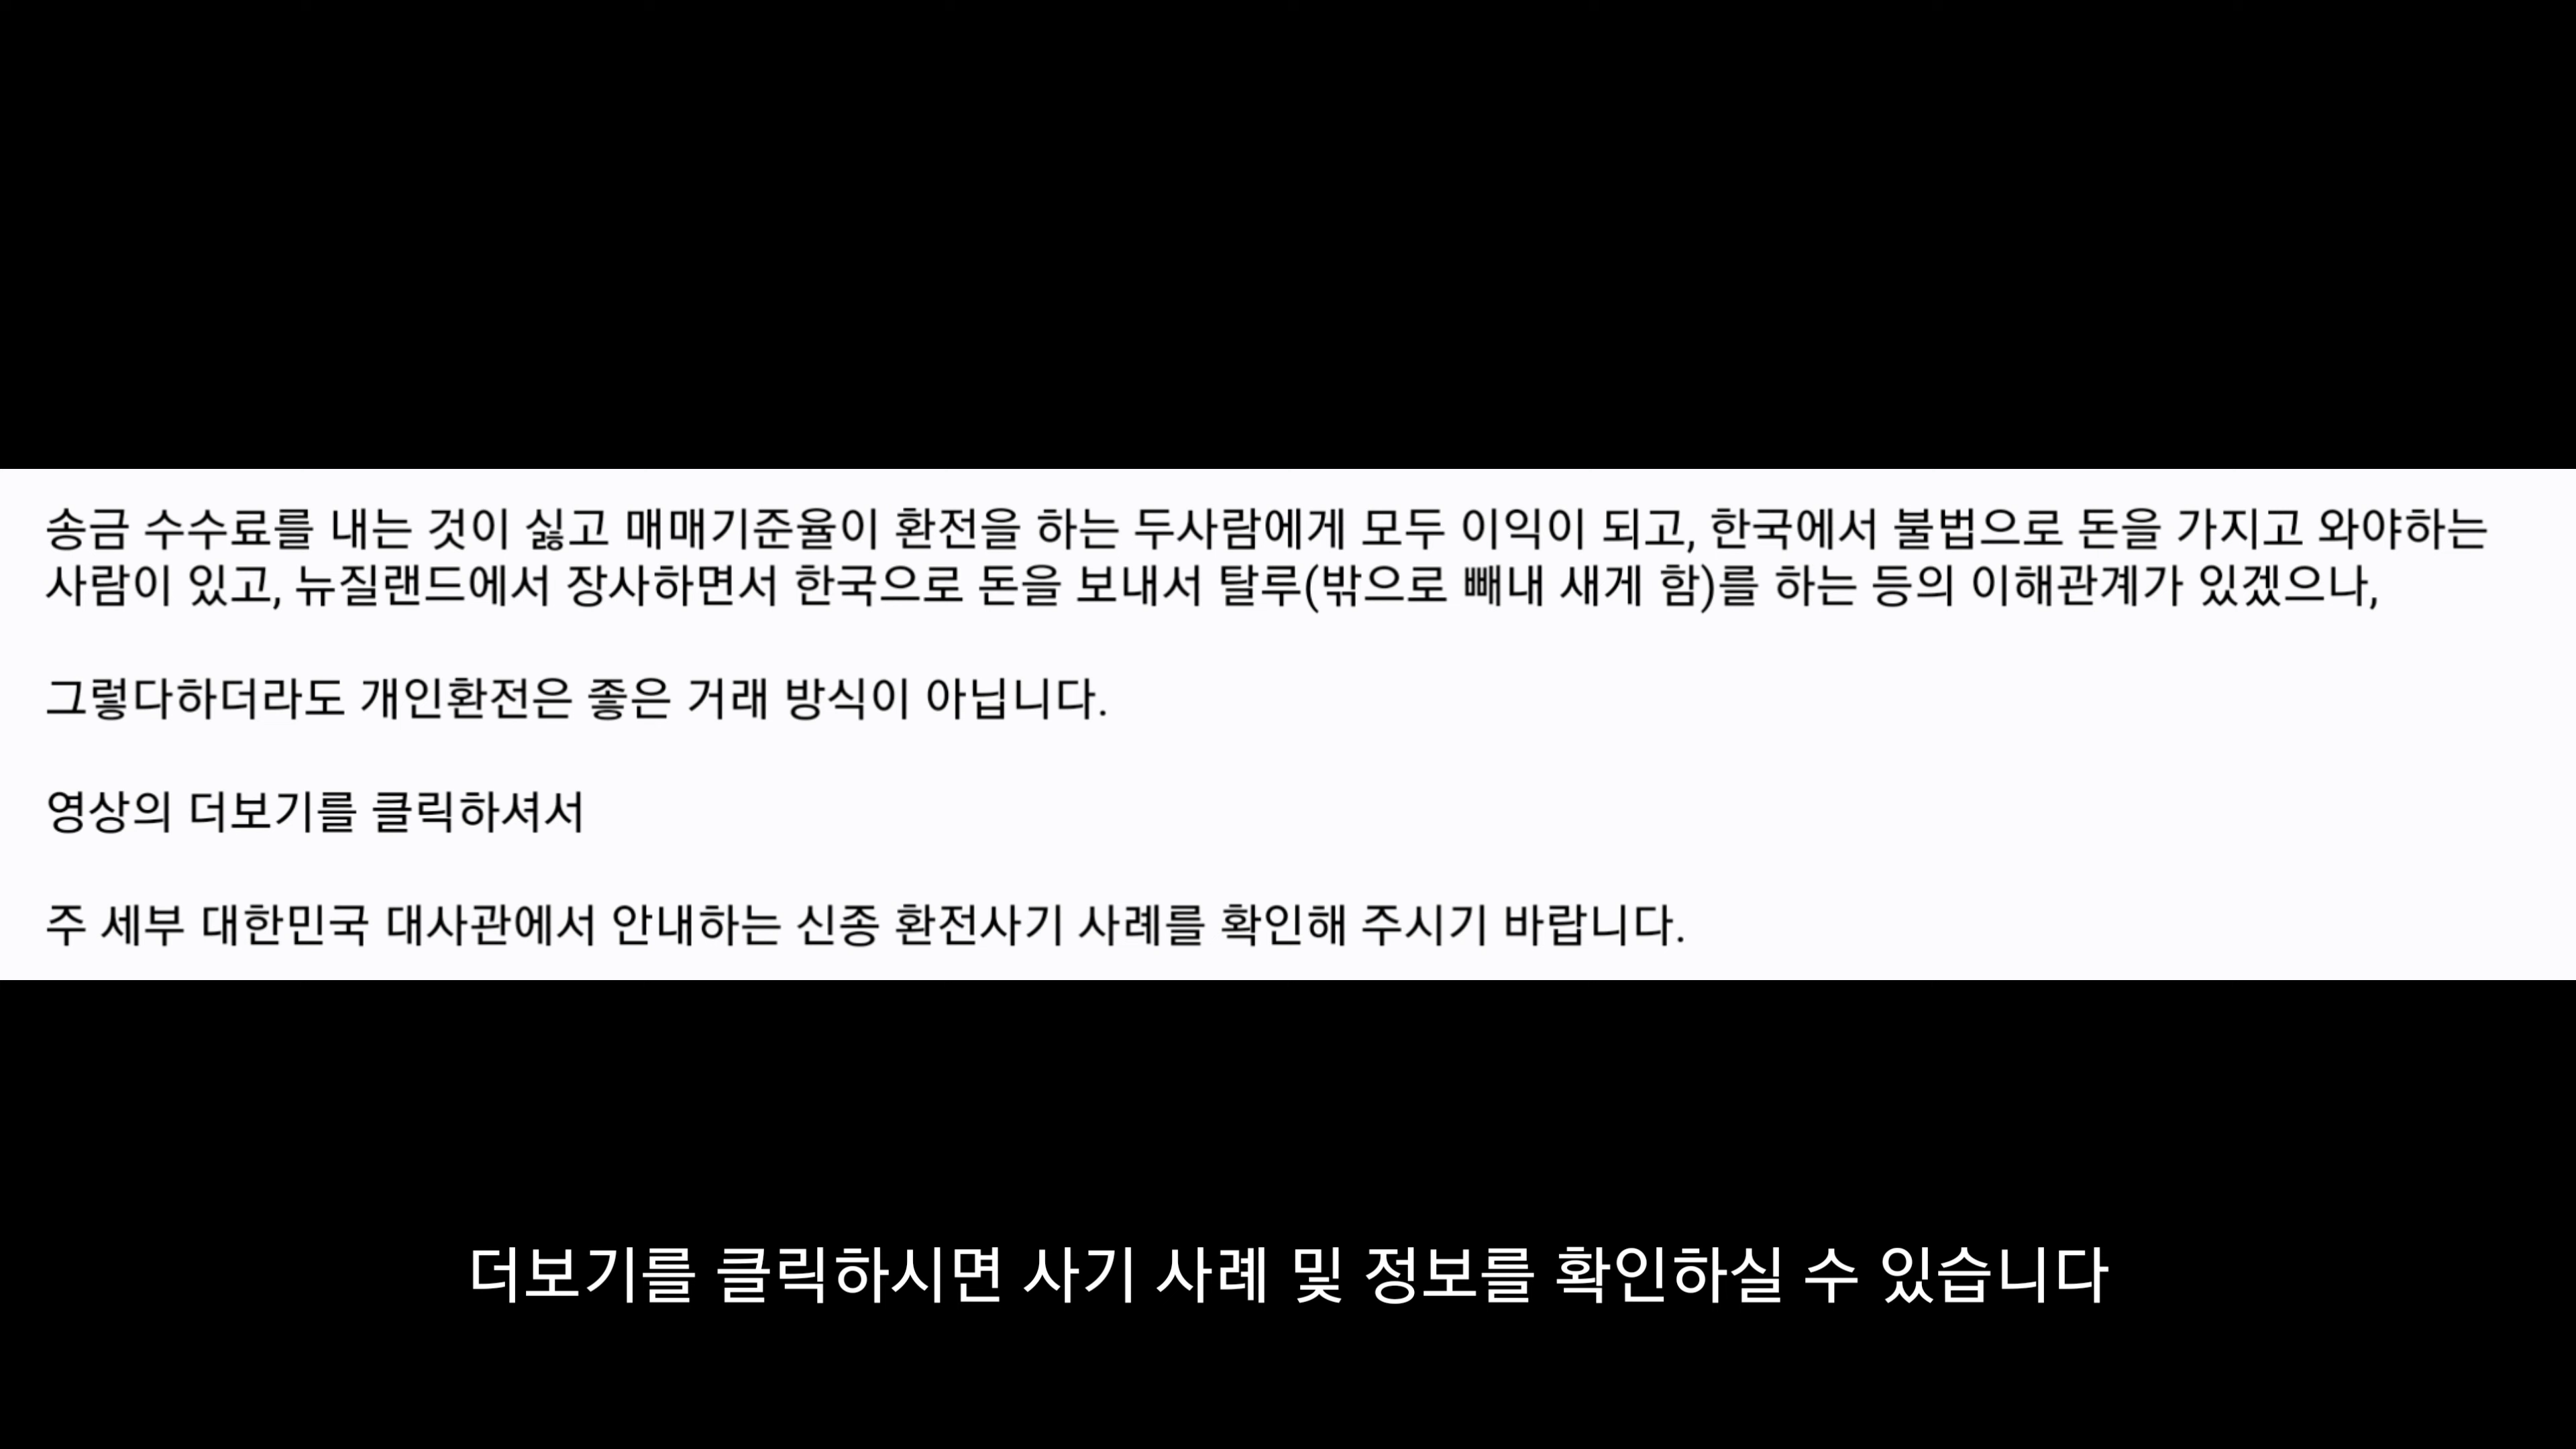 송금 수수료를 내는 것이 싫고 매매기준율이 환전을 하는 두사람에게 모두 이익이 되고, 한국에서 불법으로 돈을 가지고 와야하는
사람이 있고, 뉴질랜드에서 장사하면서 한국으로 돈을 보내서 탈루(밖으로 빼내 새게 함)를 하는 등의 이해관계가 있겠으나,
그렇다하더라도 개인환전은 좋은 거래 방식이 아닙니다.
영상의 더보기를 클릭하셔서
주 세부 대한민국 대사관에서 안내하는 신종 환전사기 사례를 확인해 주시기 바랍니다.
더보기를 클릭하시면 사기 사례 및 정보를 확인하실 수 있습니다